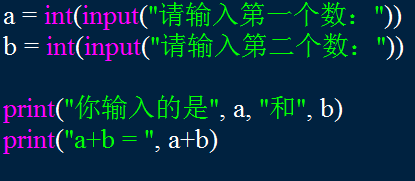 a = int(input("请输入第一个数："))
b = int(input("请输入第二个数："))
print("你输入的是", a, "和", b)
print("a+b = ", a+b)